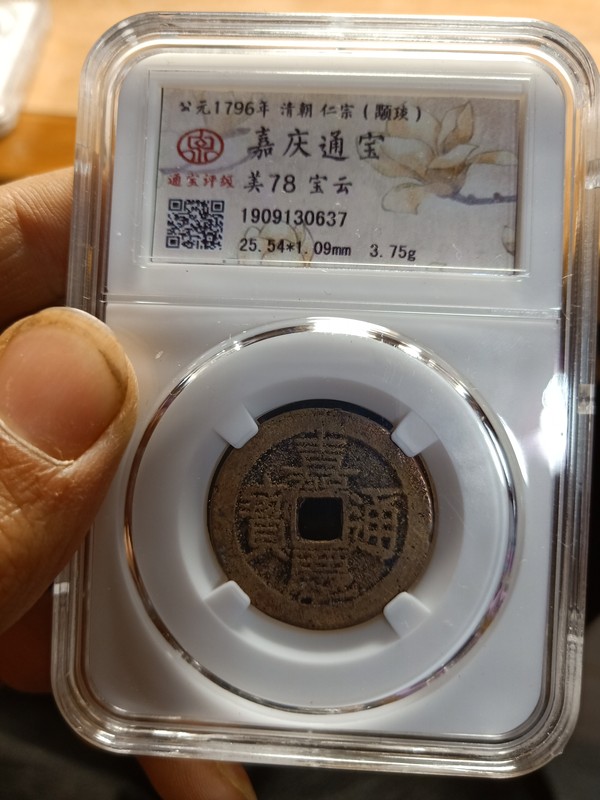 公元1796年 清朝 仁宗（顒琰）
嘉庆通宝
通宝评级
美78 宝云
1909130637
25.54*1.09mm 3.75g
嘉慶通寶